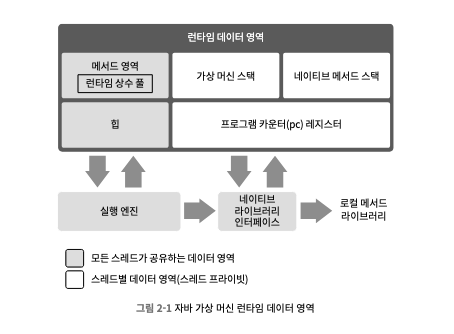 런타임 데이터 영역
메서드 영역
런타임 상수 풀
가상 머신 스택
네이티브 메서드 스택
힙
프로그램 카운터(pc) 레지스터
실행 엔진
네이티브
라이브러리
인터페이스
로컬 메서드
라이브러리
모든 스레드가 공유하는 데이터 영역
스레드별 데이터 영역(스레드 프라이빗)
그림 2-1 자바 가상 머신 런타임 데이터 영역